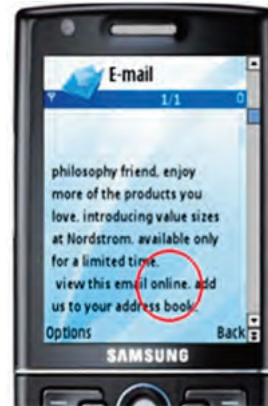 E-mail
1/1 0
philosophy friend, enjoy
more of the products you
love. introducing value sizes
at Nordstrom. available only
for a limited time.
view this email online. add
us to your address book.
Options Back
SAMSUNG